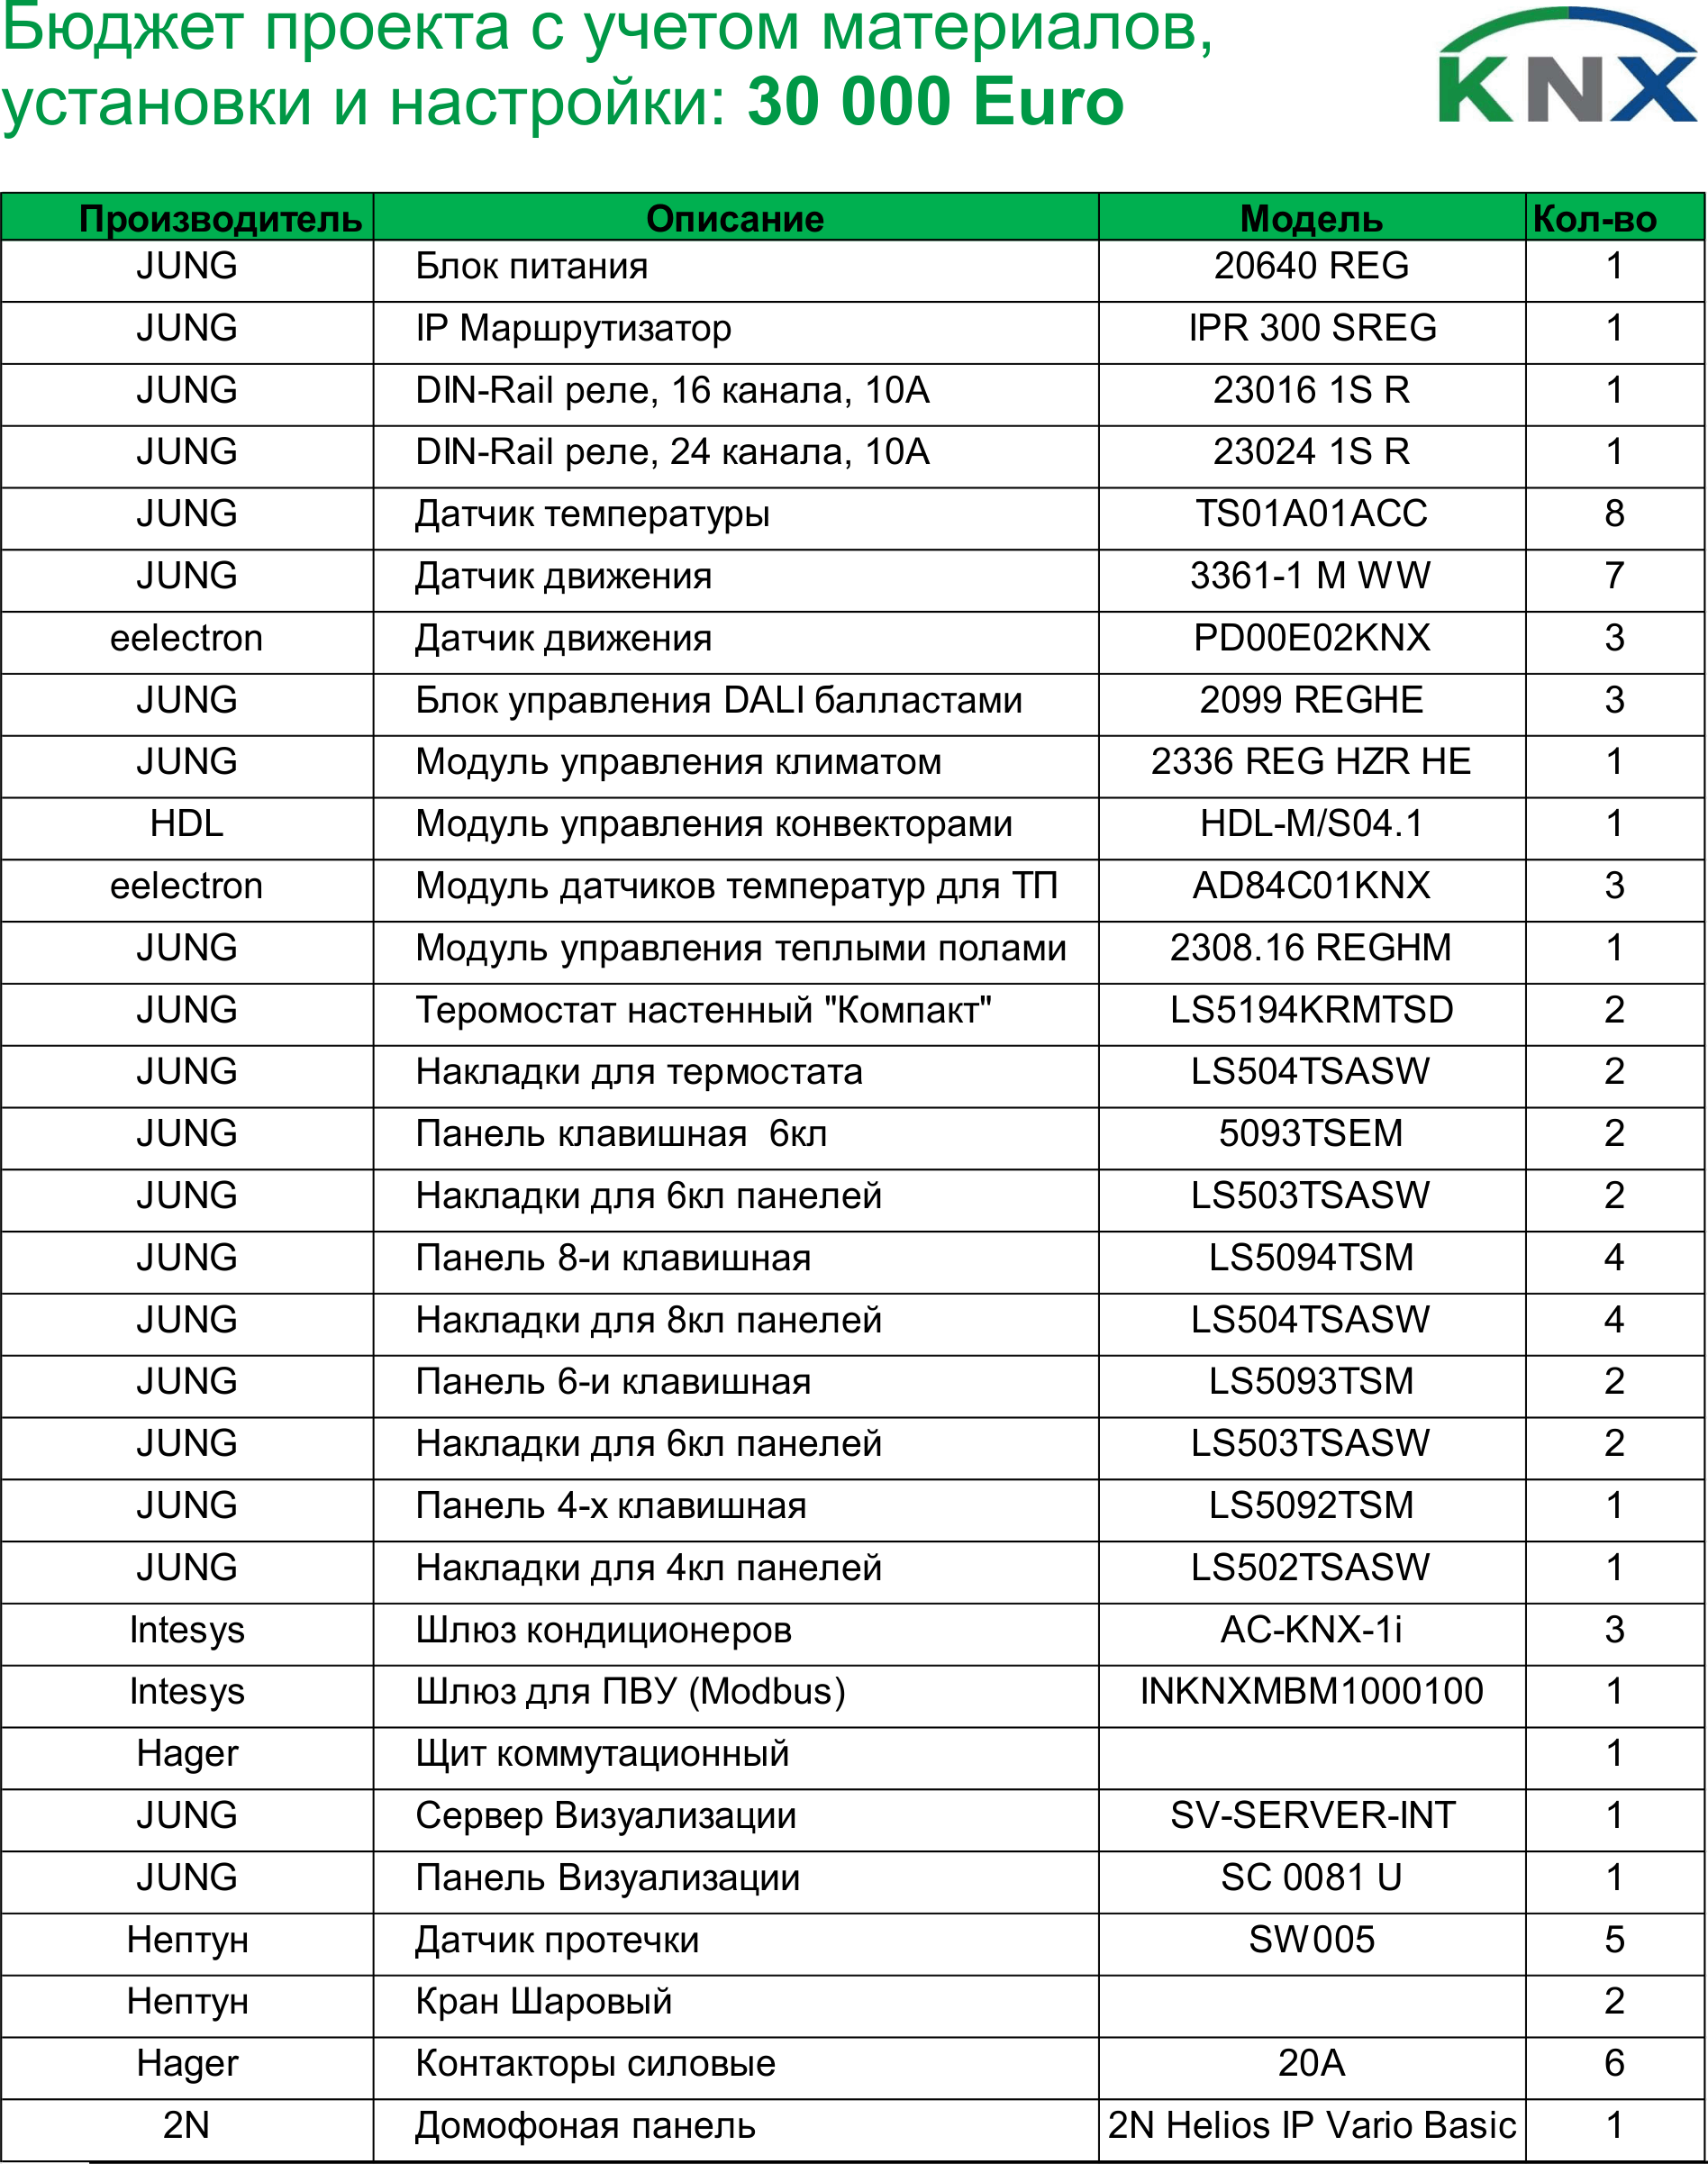 Бюджет проекта с учетом материалов,
установки и настройки: 30 000 Euro
KNX
Производитель Описание Модель Кол-во
JUNG Блок питания 20640 REG 1
JUNG IP Маршрутизатор IPR 300 SREG 1
JUNG DIN-Rail реле, 16 канала, 10А 23016 1S R 1
JUNG DIN-Rail реле, 24 канала, 10А 23024 1S R 1
JUNG Датчик температуры TS01A01ACC 8
JUNG Датчик движения 3361-1 M WW 7
eelectron Датчик движения PD00E02KNX 3
JUNG Блок управления DALI балластами 2099 REGHE 3
JUNG Модуль управления климатом 2336 REG HZR HE 1
HDL Модуль управления конвекторами HDL-M/S04.1 1
eelectron Модуль датчиков температур для ТП AD84C01KNX 3
JUNG Модуль управления теплыми полами 2308.16 REGHM 1
JUNG Теромостат настенный "Компакт" LS5194KRMTSD 2
JUNG Накладки для термостата LS504TSASW 2
JUNG Панель клавишная 6кл 5093TSEM 2
JUNG Накладки для 6кл панелей LS503TSASW 2
JUNG Панель 8-и клавишная LS5094TSM 4
JUNG Накладки для 8кл панелей LS504TSASW 4
JUNG Панель 6-и клавишная LS5093TSM 2
JUNG Накладки для 6кл панелей LS503TSASW 2
JUNG Панель 4-х клавишная LS5092TSM 1
JUNG Накладки для 4кл панелей LS502TSASW 1
Intesys Шлюз кондиционеров AC-KNX-1i 3
Intesys Шлюз для ПВУ (Modbus) INKNXMBM1000100 1
Hager Щит коммутационный 1
JUNG Сервер Визуализации SV-SERVER-INT 1
JUNG Панель Визуализации SC 0081 U 1
Нептун Датчик протечки SW005 5
Нептун Кран Шаровый 2
Hager Контакторы силовые 20А 6
2N Домофоная панель 2N Helios IP Vario Basic 1